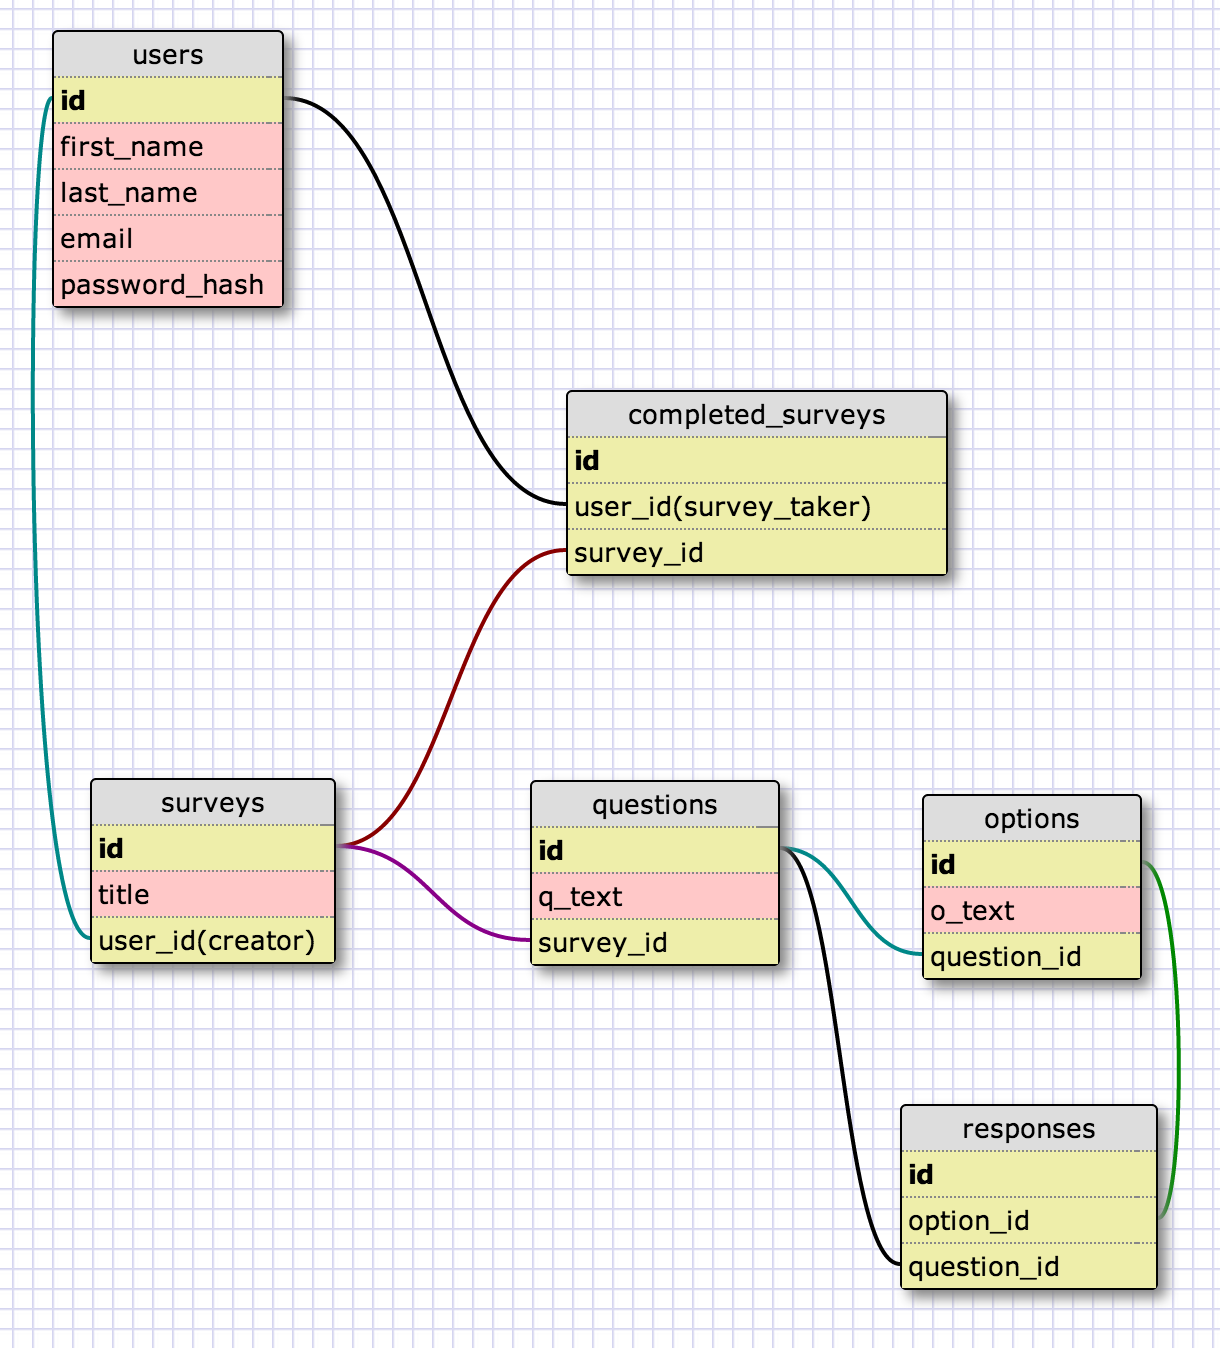 users
id
first_name
last_name
email
password_hash
completed_surveys
id
user_id(survey_taker)
survey_id
surveys
id
title
user_id(creator)
questions
id
q_text
survey_id
options
id
o_text
question_id
responses
id
option_id
question_id